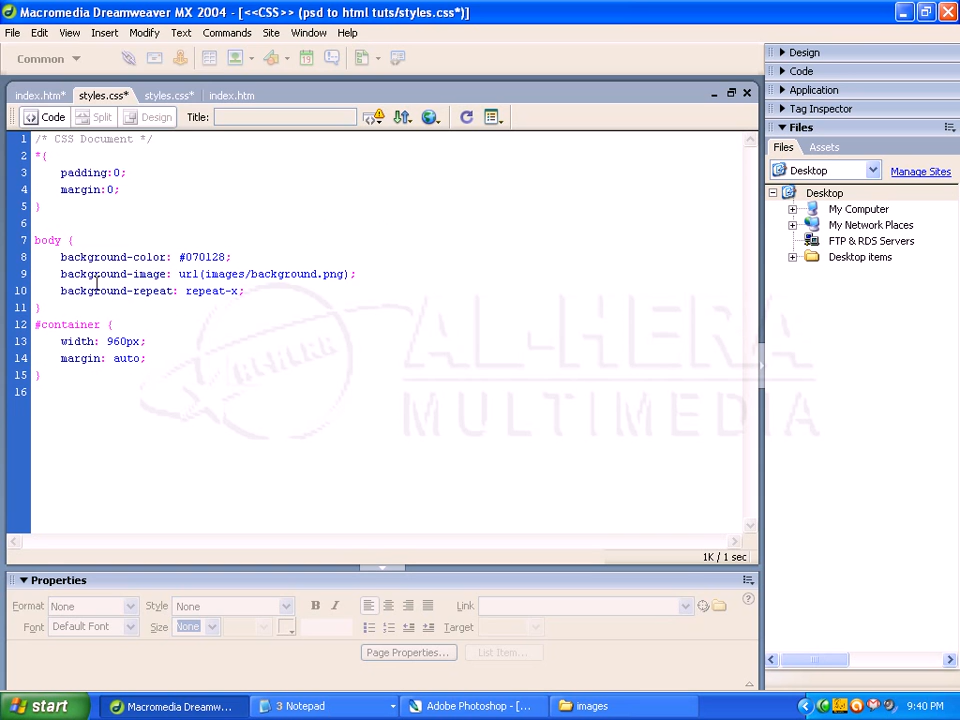 Macromedia Dreamweaver MX 2004 - [<<CSS>> (psd to html tuts/styles.css*)]
File Edit View Insert Modify Text Commands Site Window Help
Common
Design
Code
Application
Tag Inspector
Files
Files Assets
Desktop Manage Sites
Desktop
My Computer
My Network Places
FTP & RDS Servers
Desktop items
index.htm* styles.css* styles.css* index.htm
Code Split Design Title:
1 /* CSS Document */
2 *{
3 padding:0;
4 margin:0;
5 }
6
7 body {
8 background-color: #070128;
9 background-image: url(images/background.png);
10 background-repeat: repeat-x;
11 }
12 #container {
13 width: 960px;
14 margin: auto;
15 }
16
AL-HERA
MULTIMEDIA
1K / 1 sec
Properties
Format None Style None B I Link
Font Default Font Size None Target
Page Properties... List Item...
start Macromedia Dreamw... 3 Notepad Adobe Photoshop - [... images 9:40 PM